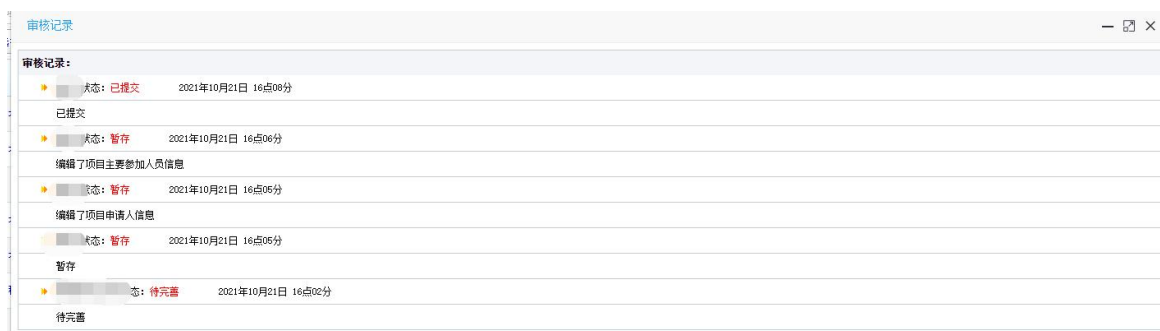 审核记录
审核记录：
状态：已提交 2021年10月21日 16点08分
已提交
状态：暂存 2021年10月21日 16点06分
编辑了项目主要参加人员信息
态：暂存 2021年10月21日 16点05分
编辑了项目申请人信息
状态：暂存 2021年10月21日 16点05分
暂存
态：待完善 2021年10月21日 16点02分
待完善